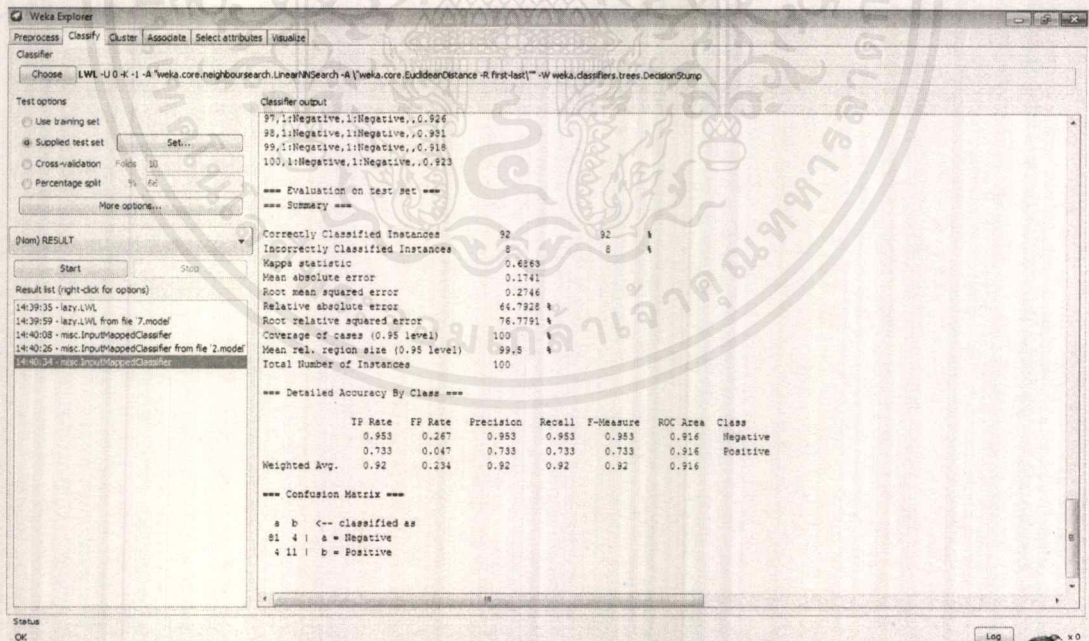 Weka Explorer
Preprocess Classify Cluster Associate Select attributes Visualize
Classifier
Choose LWL -U 0 -K -1 -A "weka.core.neighboursearch.LinearNNSearch -A \"weka.core.EuclideanDistance -R first-last\"" -W weka.classifiers.trees.DecisionStump
Test options
Use training set
Supplied test set Set...
Cross-validation Folds 10
Percentage split % 66
More options...
(Nom) RESULT
Start Stop
Result list (right-click for options)
14:39:35 - lazy.LWL
14:39:59 - lazy.LWL from file '7.model'
14:40:08 - misc.InputMappedClassifier
14:40:26 - misc.InputMappedClassifier from file '2.model'
14:40:34 - misc.InputMappedClassifier
Classifier output
97,1:Negative,1:Negative,,0.926
98,1:Negative,1:Negative,,0.931
99,1:Negative,1:Negative,,0.918
100,1:Negative,1:Negative,,0.923
=== Evaluation on test set ===
=== Summary ===
Correctly Classified Instances 92 92 %
Incorrectly Classified Instances 8 8 %
Kappa statistic 0.6863
Mean absolute error 0.1741
Root mean squared error 0.2746
Relative absolute error 64.7928 %
Root relative squared error 76.7791 %
Coverage of cases (0.95 level) 100 %
Mean rel. region size (0.95 level) 99.5 %
Total Number of Instances 100
=== Detailed Accuracy By Class ===
TP Rate FP Rate Precision Recall F-Measure ROC Area Class
0.953 0.267 0.953 0.953 0.953 0.916 Negative
0.733 0.047 0.733 0.733 0.733 0.916 Positive
Weighted Avg. 0.92 0.234 0.92 0.92 0.92 0.916
=== Confusion Matrix ===
a b <-- classified as
81 4 | a = Negative
4 11 | b = Positive
Status
OK
Log
x 0